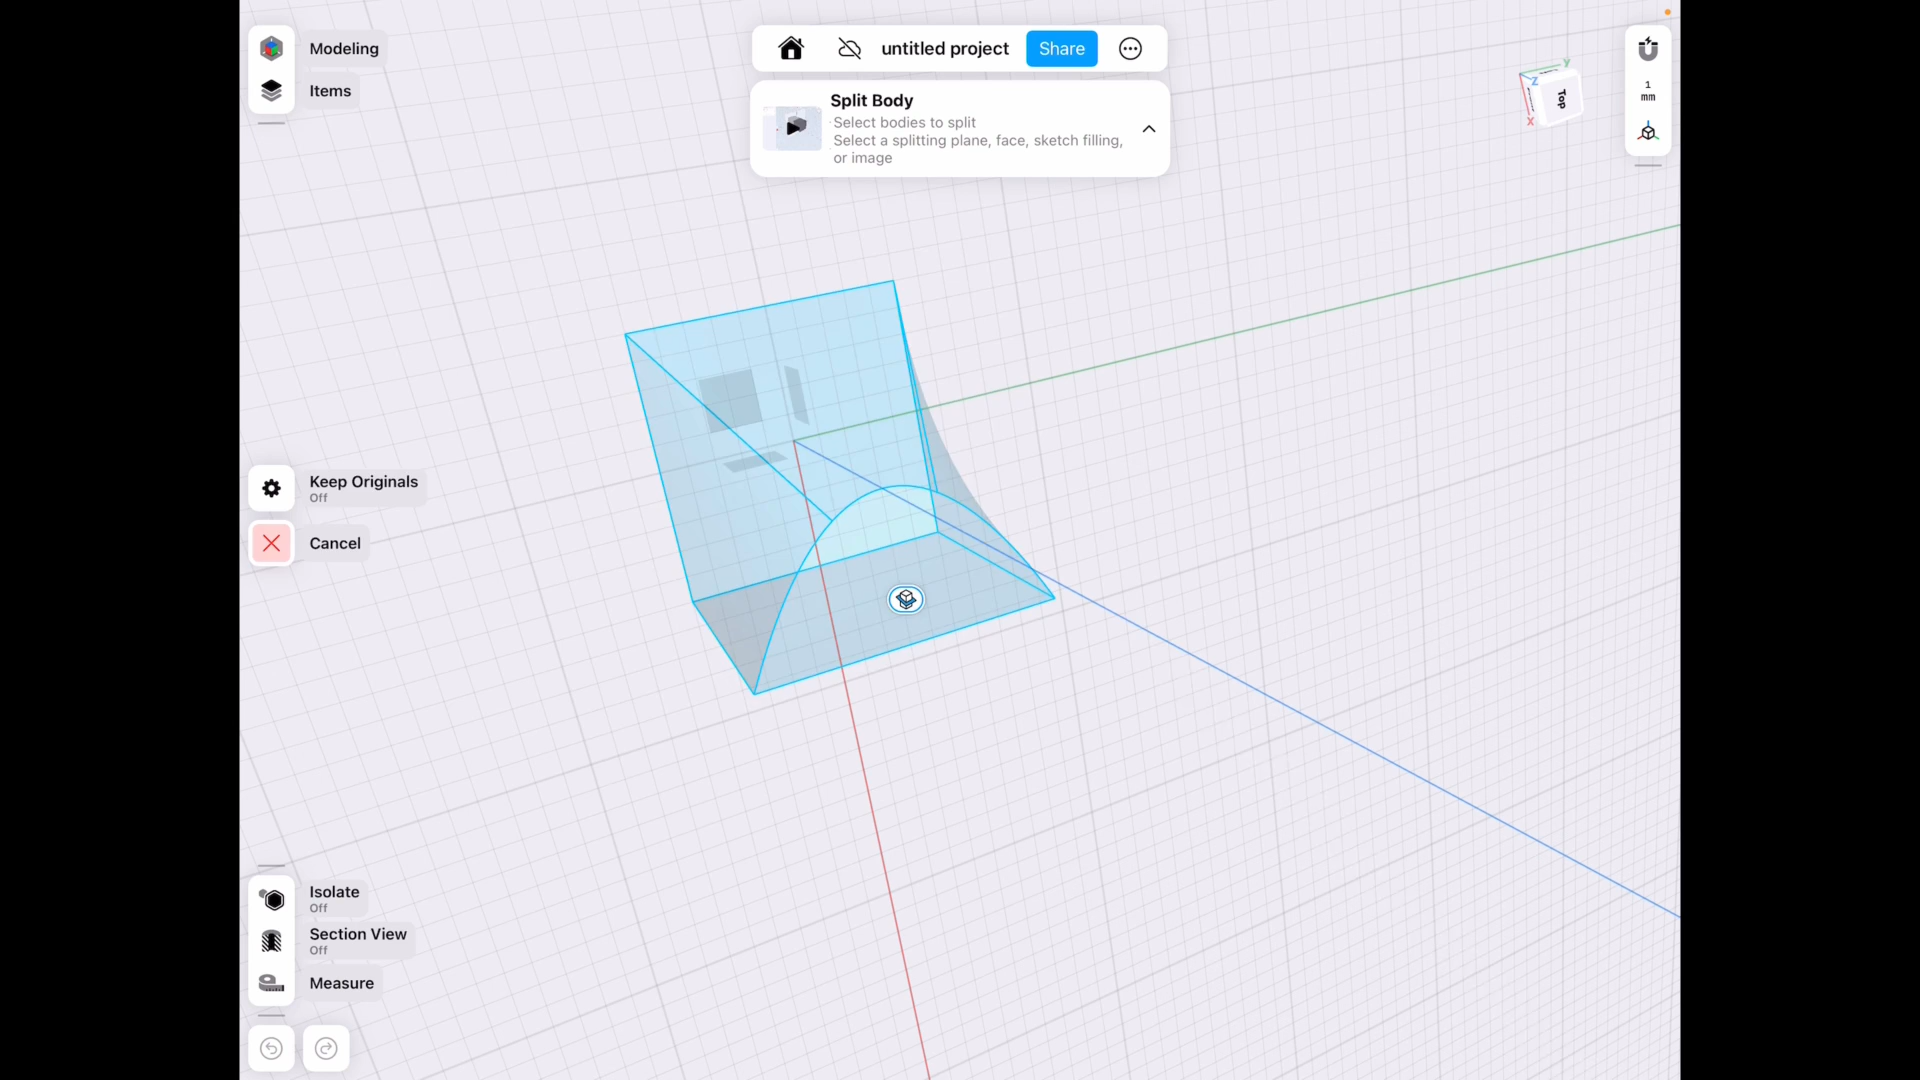 Modeling
Items
untitled project
Share
Split Body
Select bodies to split
Select a splitting plane, face, sketch filling,
or image
Y
Z
Top
X
1
mm
Keep Originals
Off
Cancel
Isolate
Off
Section View
Off
Measure